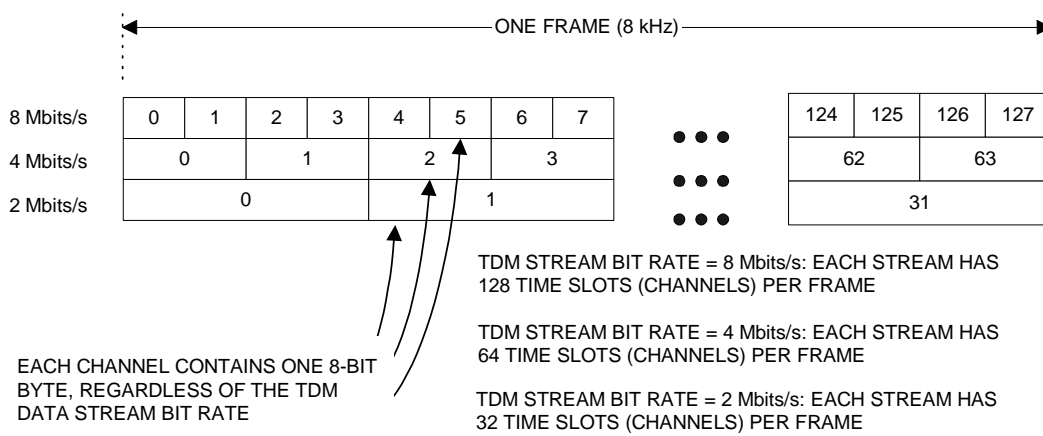 ONE FRAME (8 kHz)
8 Mbits/s 0 1 2 3 4 5 6 7 124 125 126 127
4 Mbits/s 0 1 2 3 62 63
2 Mbits/s 0 1 31
TDM STREAM BIT RATE = 8 Mbits/s: EACH STREAM HAS
128 TIME SLOTS (CHANNELS) PER FRAME
TDM STREAM BIT RATE = 4 Mbits/s: EACH STREAM HAS
64 TIME SLOTS (CHANNELS) PER FRAME
EACH CHANNEL CONTAINS ONE 8-BIT
BYTE, REGARDLESS OF THE TDM
DATA STREAM BIT RATE
TDM STREAM BIT RATE = 2 Mbits/s: EACH STREAM HAS
32 TIME SLOTS (CHANNELS) PER FRAME